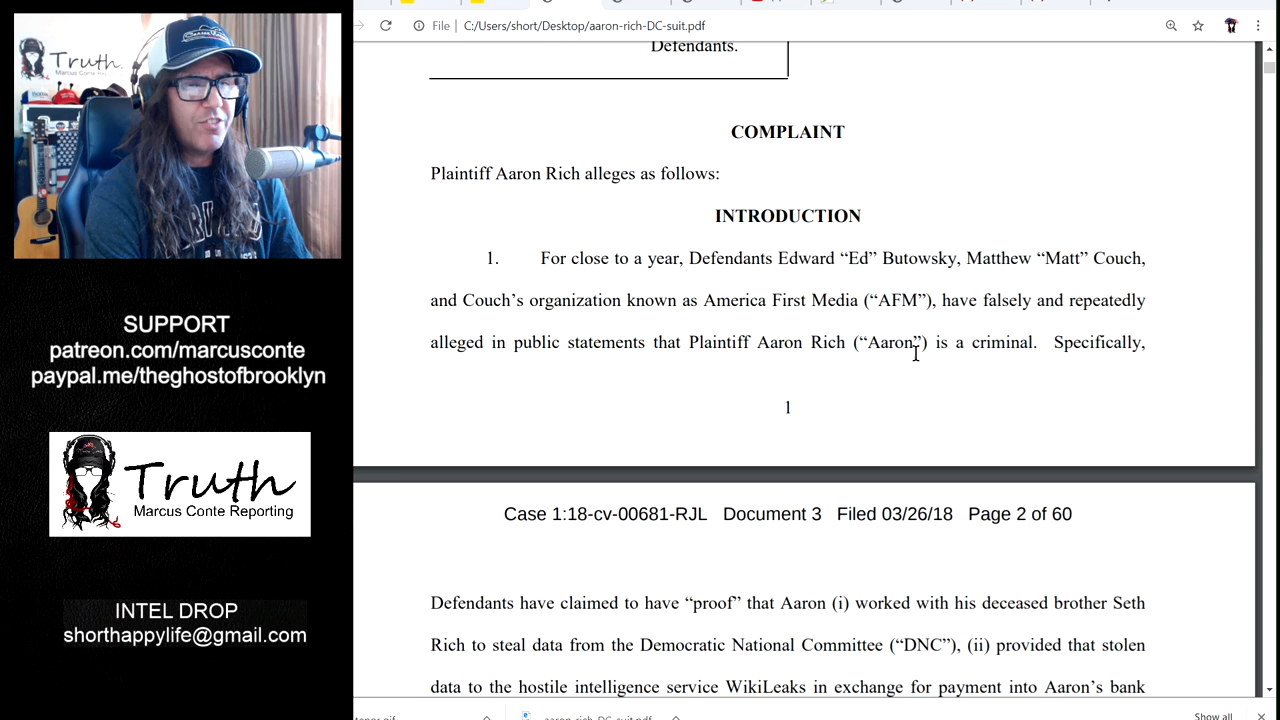 File
C:/Users/short/Desktop/aaron-rich-DC-suit.pdf
Truth.
Marcus Conte Re
SUPPORT
patreon.com/marcusconte
paypal.me/theghostofbrooklyn
Truth
Marcus Conte Reporting
INTEL DROP
shorthappylife@gmail.com
Defendants.
COMPLAINT
Plaintiff Aaron Rich alleges as follows:
INTRODUCTION
1. For close to a year, Defendants Edward “Ed” Butowsky, Matthew “Matt” Couch,
and Couch’s organization known as America First Media (“AFM”), have falsely and repeatedly
alleged in public statements that Plaintiff Aaron Rich (“Aaron”) is a criminal. Specifically,
1
Case 1:18-cv-00681-RJL Document 3 Filed 03/26/18 Page 2 of 60
Defendants have claimed to have “proof” that Aaron (i) worked with his deceased brother Seth
Rich to steal data from the Democratic National Committee (“DNC”), (ii) provided that stolen
data to the hostile intelligence service WikiLeaks in exchange for payment into Aaron’s bank
aaron-rich-DC-suit.pdf
Show all